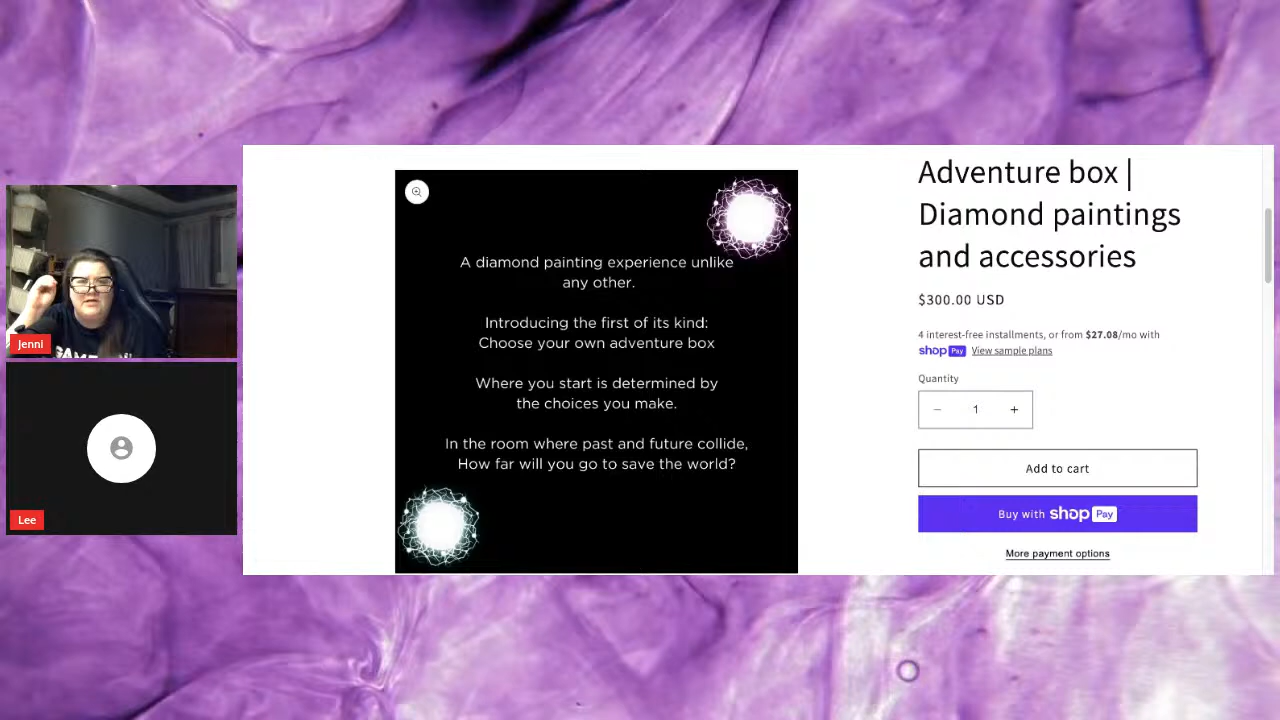 Jenni
GAME
Lee
A diamond painting experience unlike
any other.
Introducing the first of its kind:
Choose your own adventure box
Where you start is determined by
the choices you make.
In the room where past and future collide,
How far will you go to save the world?
Adventure box |
Diamond paintings
and accessories
$300.00 USD
4 interest-free installments, or from $27.08/mo with
shop Pay View sample plans
Quantity
− 1 +
Add to cart
Buy with shop Pay
More payment options